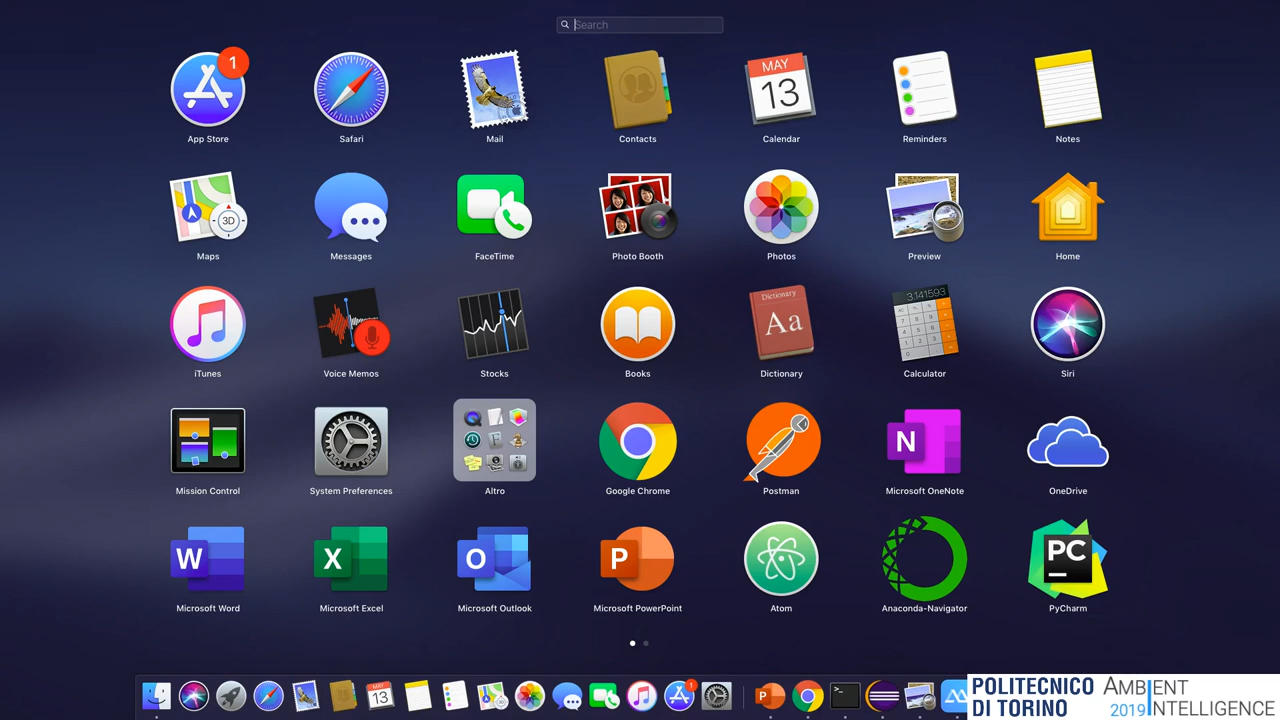 Search
1
App Store
Safari
Mail
Contacts
MAY
13
Calendar
Reminders
Notes
3D
Maps
Messages
FaceTime
Photo Booth
Photos
Preview
Home
iTunes
Voice Memos
Stocks
Books
Dictionary
Aa
Dictionary
3.141593
Calculator
Siri
Mission Control
System Preferences
Altro
Google Chrome
Postman
N
Microsoft OneNote
OneDrive
W
Microsoft Word
X
Microsoft Excel
O
Microsoft Outlook
P
Microsoft PowerPoint
Atom
Anaconda-Navigator
PC
PyCharm
MAY
13
1
P
>_
POLITECNICO
DI TORINO
AMBIENT
2019 INTELLIGENCE